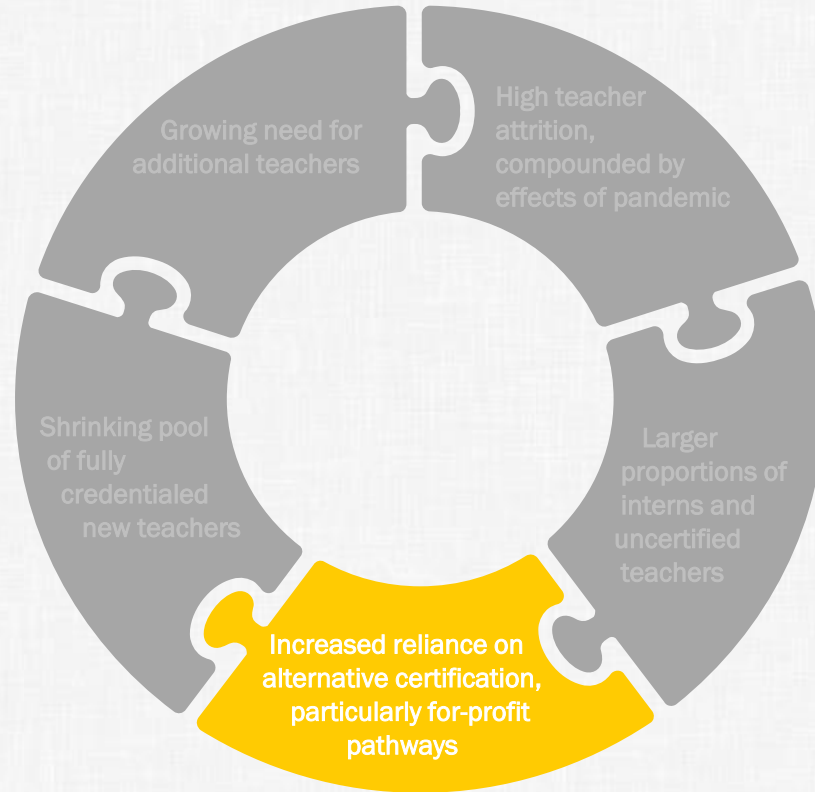 Growing need for
additional teachers
High teacher
attrition,
compounded by
effects of pandemic
Larger
proportions of
interns and
uncertified
teachers
Increased reliance on
alternative certification,
particularly for-profit
pathways
Shrinking pool
of fully
credentialed
new teachers